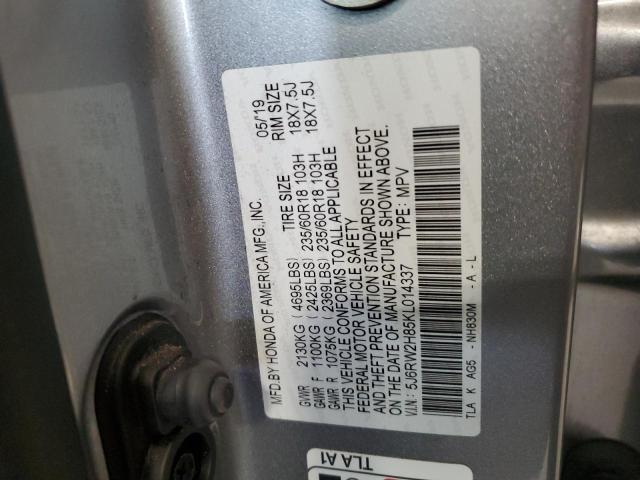 MFD.BY HONDA OF AMERICA MFG.,INC. 05/19
TIRE SIZE RIM SIZE
GVWR 2130KG ( 4695LBS)
GAWR F 1100KG ( 2425LBS) 235/60R18 103H 18X7.5J
GAWR R 1075KG ( 2369LBS) 235/60R18 103H 18X7.5J
THIS VEHICLE CONFORMS TO ALL APPLICABLE
FEDERAL MOTOR VEHICLE SAFETY
AND THEFT PREVENTION STANDARDS IN EFFECT
ON THE DATE OF MANUFACTURE SHOWN ABOVE.
V.I.N: 5J6RW2H85KL014337 TYPE: MPV
TLA K AG5 - NH830M - A - L
TLA A1